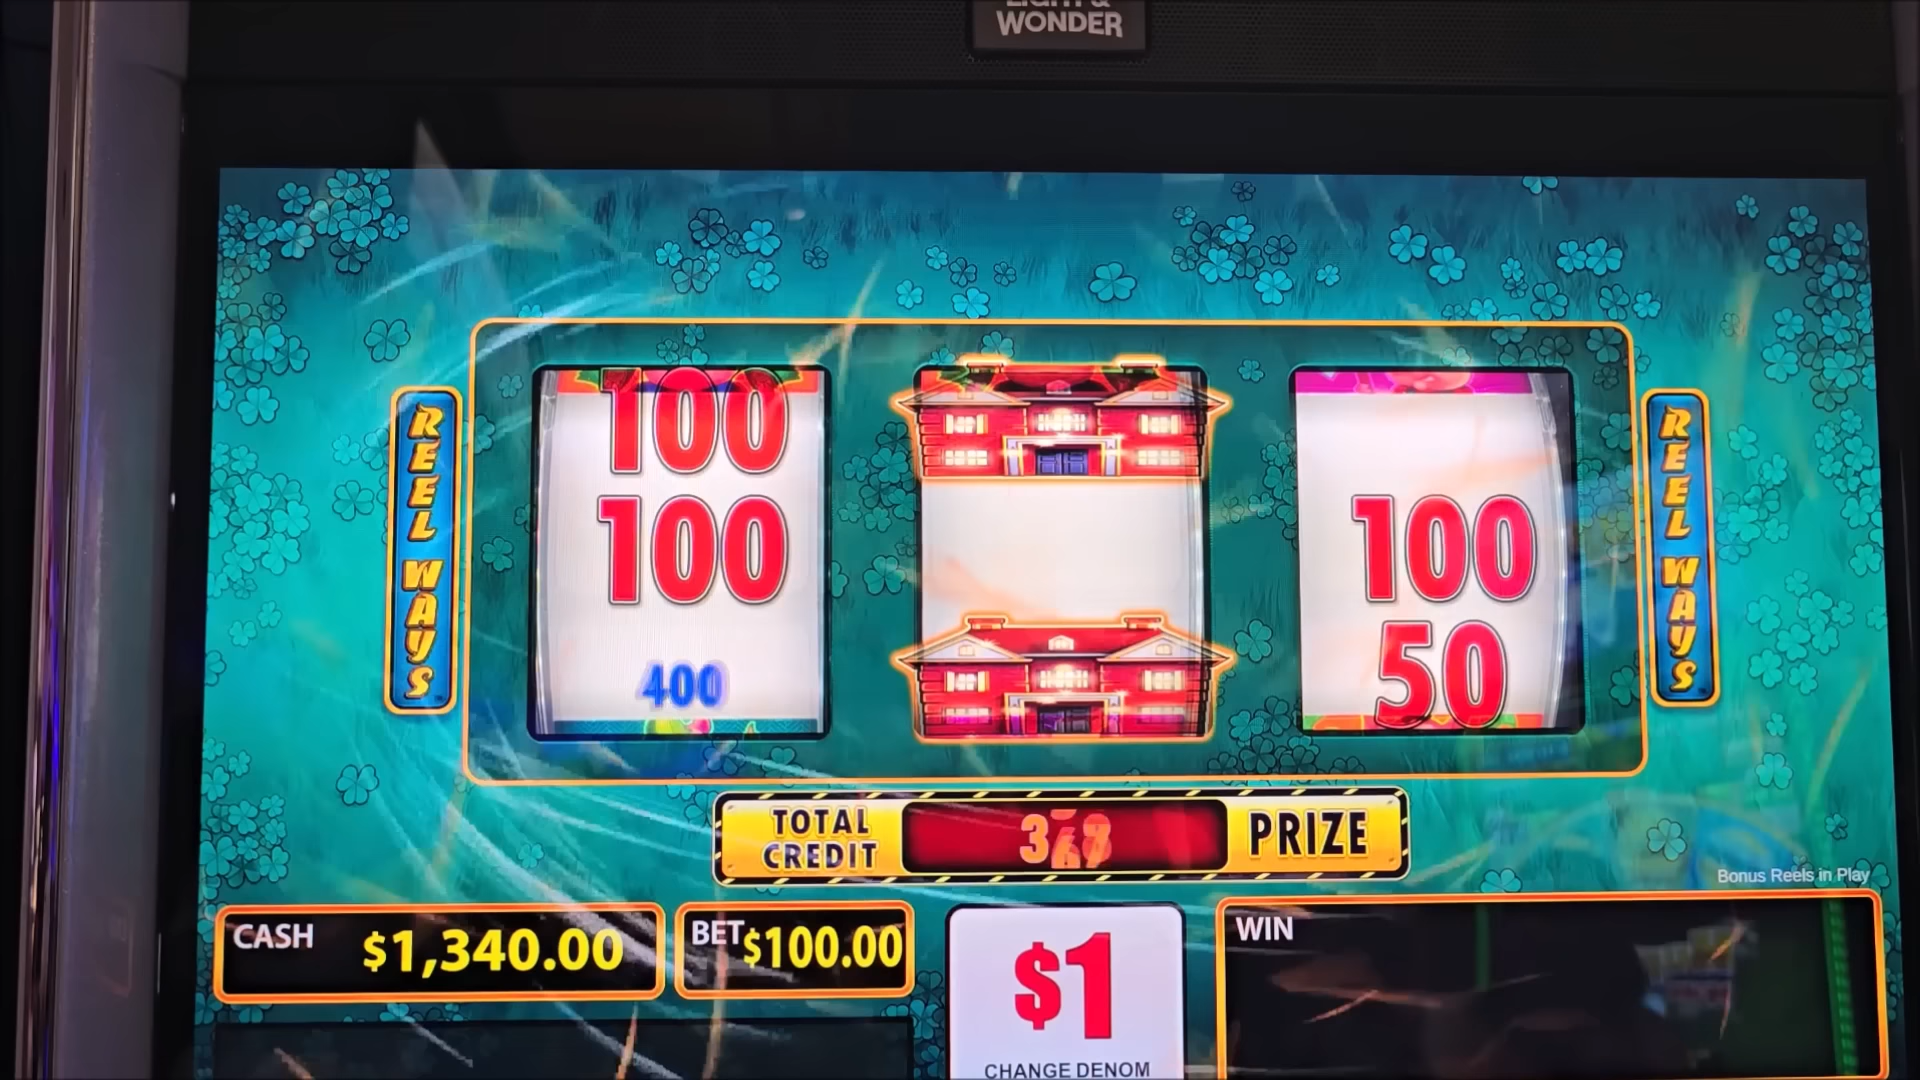 LIGHT &
WONDER
REEL WAYS
100
100
400
100
50
REEL WAYS
TOTAL
CREDIT
PRIZE
Bonus Reels in Play
CASH $1,340.00
BET $100.00
$1
CHANGE DENOM
WIN